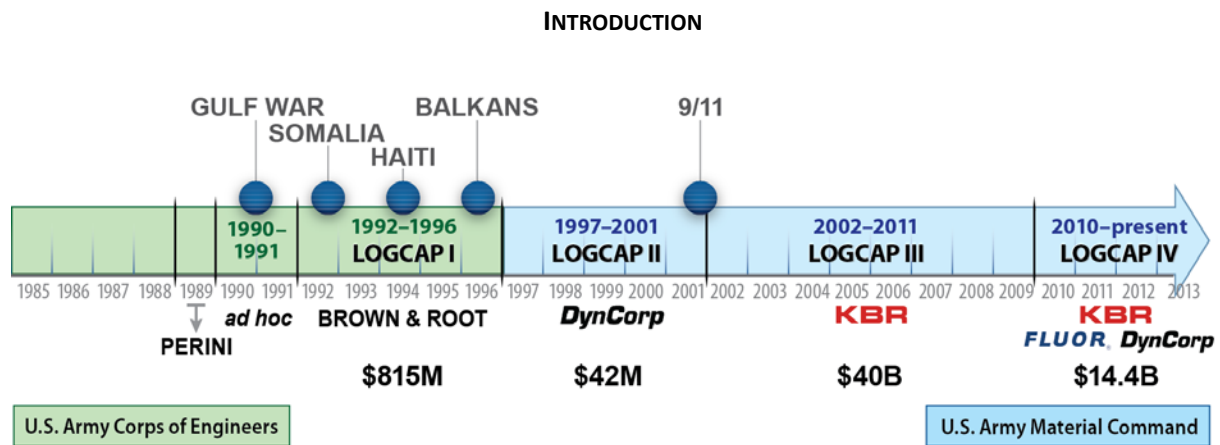 INTRODUCTION
GULF WAR
SOMALIA
HAITI
BALKANS
9/11
1990–
1991
1992–1996
LOGCAP I
1997–2001
LOGCAP II
2002–2011
LOGCAP III
2010–present
LOGCAP IV
1985 1986 1987 1988 1989 1990 1991 1992 1993 1994 1995 1996 1997 1998 1999 2000 2001 2002 2003 2004 2005 2006 2007 2008 2009 2010 2011 2012 2013
PERINI
ad hoc
BROWN & ROOT
DynCorp
KBR
KBR
FLUOR. DynCorp
$815M
$42M
$40B
$14.4B
U.S. Army Corps of Engineers
U.S. Army Material Command